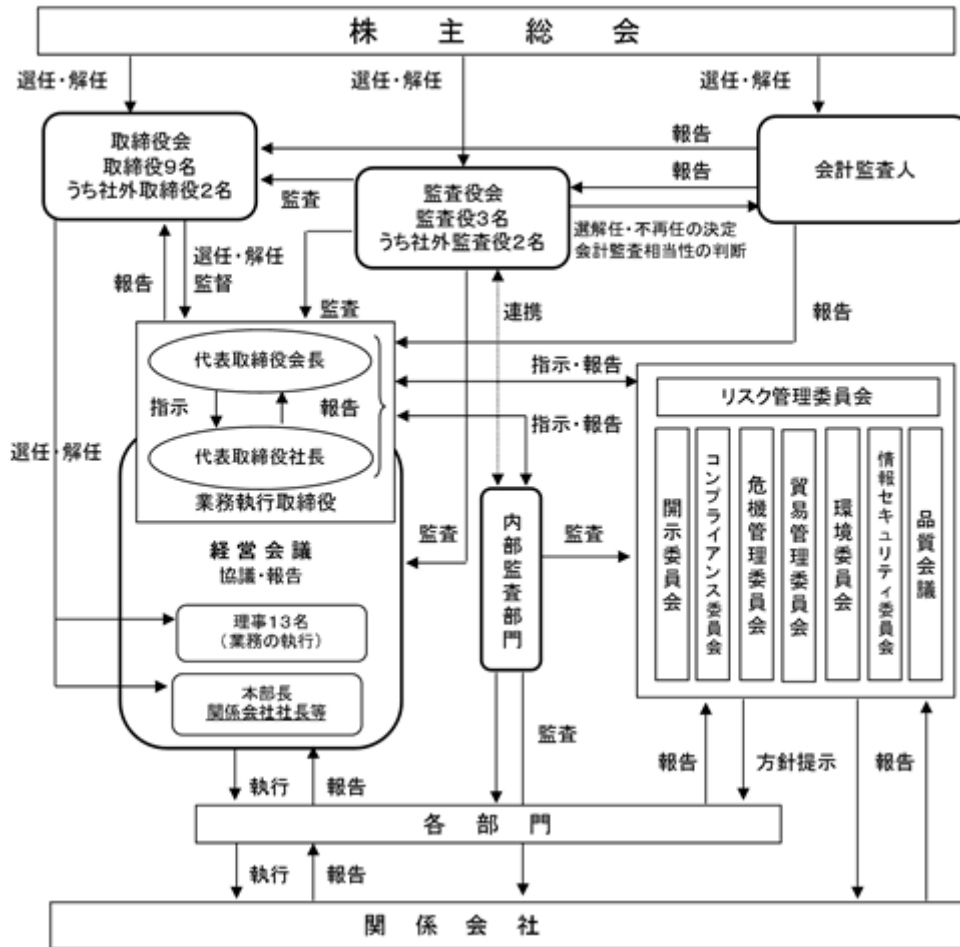 株主総会
選任・解任
選任・解任
選任・解任
取締役会
取締役9名
うち社外取締役2名
報告
報告
会計監査人
監査
監査役会
監査役3名
うち社外監査役2名
選解任・不再任の決定
会計監査相当性の判断
報告
選任・解任
監督
監査
連携
報告
代表取締役会長
指示
報告
代表取締役社長
業務執行取締役
指示・報告
指示・報告
選任・解任
リスク管理委員会
開示委員会
コンプライアンス委員会
危機管理委員会
貿易管理委員会
環境委員会
情報セキュリティ委員会
品質会議
経営会議
協議・報告
監査
内部監査部門
監査
理事13名
(業務の執行)
本部長
関係会社社長等
監査
執行
報告
報告
方針提示
報告
各部門
執行
報告
関係会社